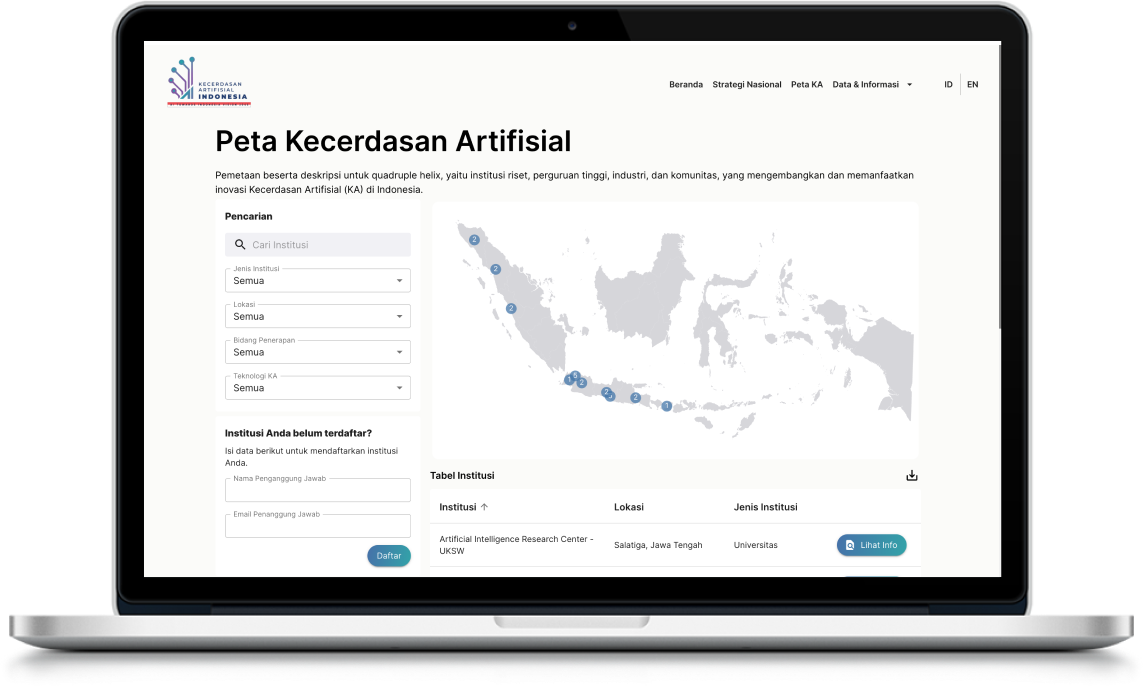 KECERDASAN
ARTIFISIAL
INDONESIA
Beranda Strategi Nasional Peta KA Data & Informasi ID EN
Peta Kecerdasan Artifisial
Pemetaan beserta deskripsi untuk quadruple helix, yaitu institusi riset, perguruan tinggi, industri, dan komunitas, yang mengembangkan dan memanfaatkan
inovasi Kecerdasan Artifisial (KA) di Indonesia.
Pencarian
Cari Institusi
Jenis Institusi
Semua
Lokasi
Semua
Bidang Penerapan
Semua
Teknologi KA
Semua
Institusi Anda belum terdaftar?
Isi data berikut untuk mendaftarkan institusi
Anda.
Nama Penganggung Jawab
Email Penanggung Jawab
Daftar
2
2
2
1 5
2
2
2
1
Tabel Institusi
Institusi Lokasi Jenis Institusi
Artificial Intelligence Research Center -
UKSW
Salatiga, Jawa Tengah
Universitas
Lihat Info